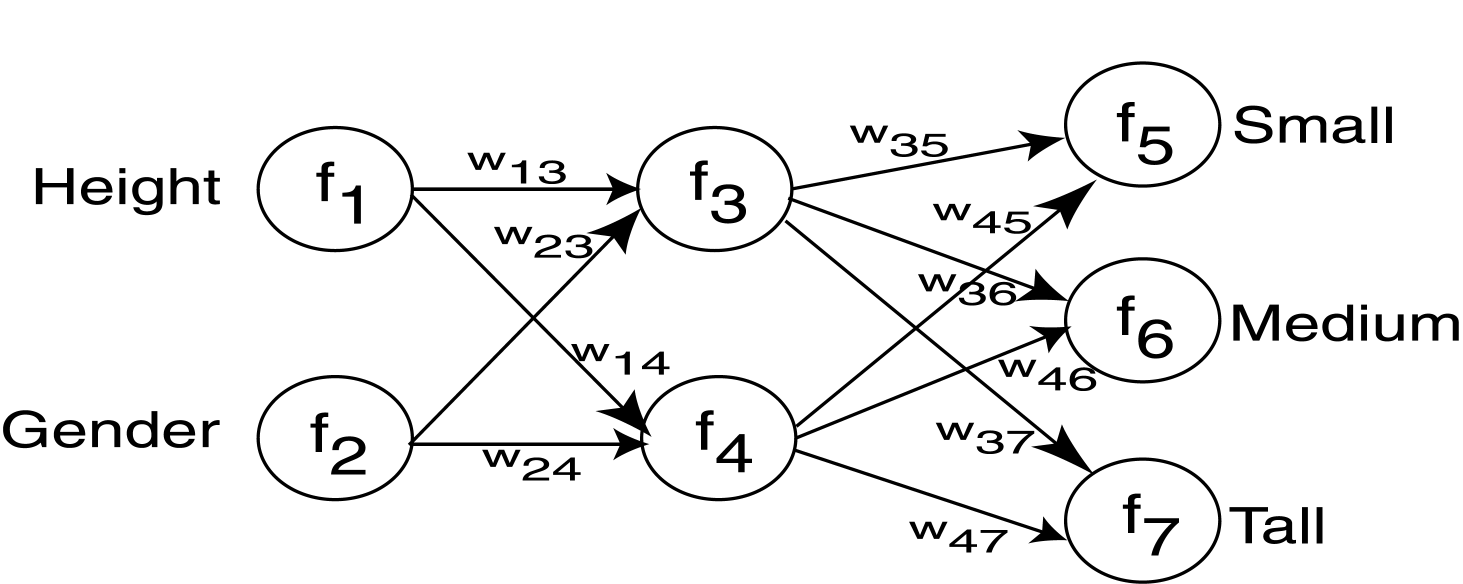 Height
Gender
f1
f2
w13
w23
w14
w24
f3
f4
w35
w45
w36
w46
w37
w47
f5
f6
f7
Small
Medium
Tall